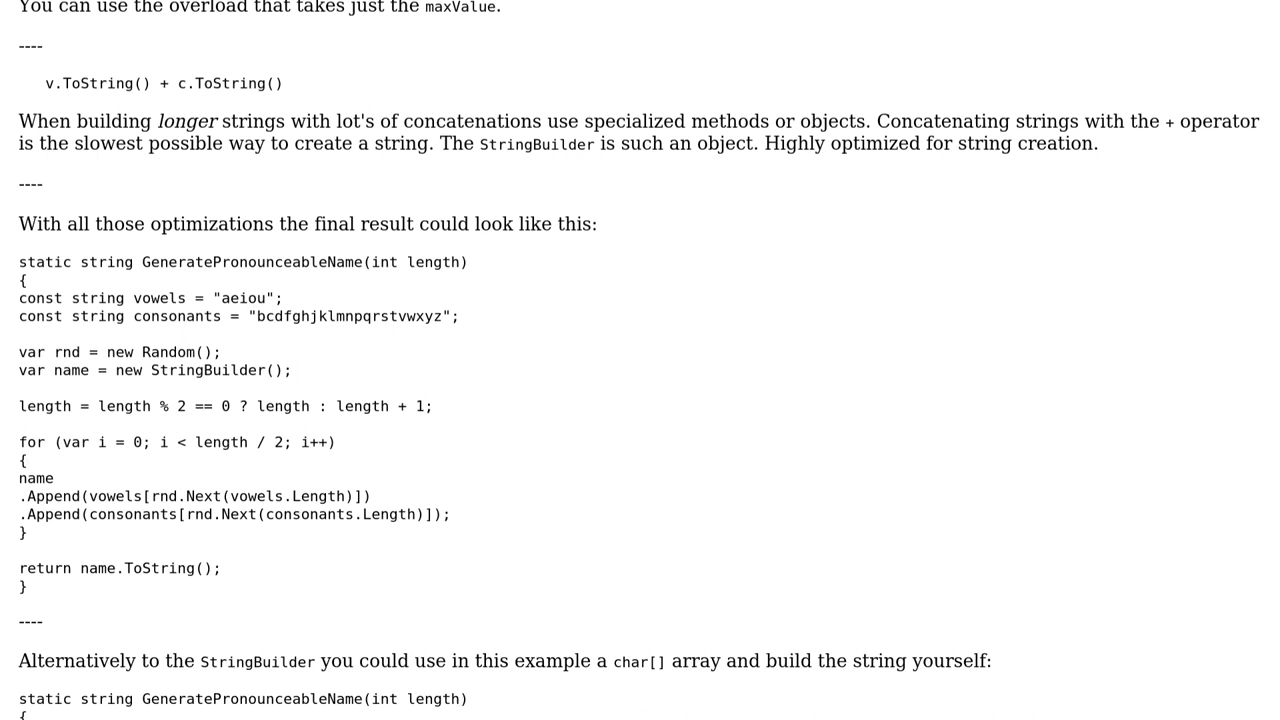 You can use the overload that takes just the maxValue.
----
v.ToString() + c.ToString()
When building longer strings with lot's of concatenations use specialized methods or objects. Concatenating strings with the + operator
is the slowest possible way to create a string. The StringBuilder is such an object. Highly optimized for string creation.
----
With all those optimizations the final result could look like this:
static string GeneratePronounceableName(int length)
{
const string vowels = "aeiou";
const string consonants = "bcdfghjklmnpqrstvwxyz";
var rnd = new Random();
var name = new StringBuilder();
length = length % 2 == 0 ? length : length + 1;
for (var i = 0; i < length / 2; i++)
{
name
.Append(vowels[rnd.Next(vowels.Length)])
.Append(consonants[rnd.Next(consonants.Length)]);
}
return name.ToString();
}
----
Alternatively to the StringBuilder you could use in this example a char[] array and build the string yourself:
static string GeneratePronounceableName(int length)
{